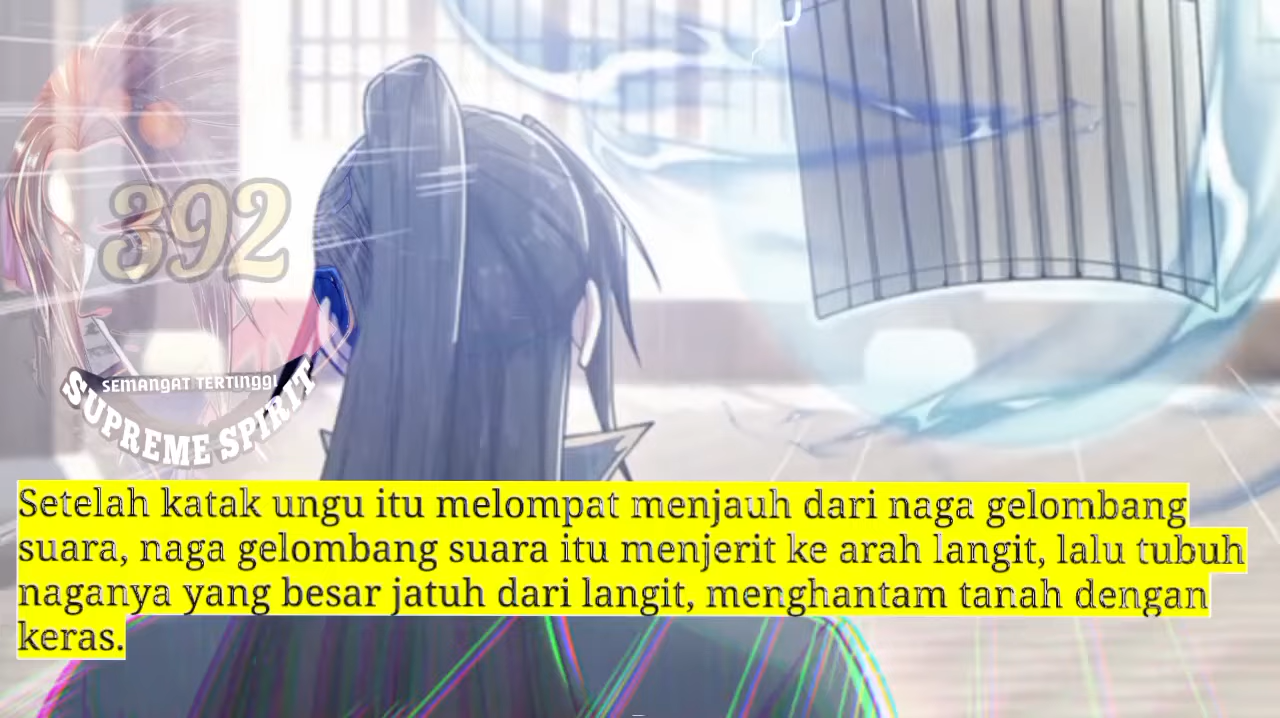 392
SEMANGAT TERTINGGI
SUPREME SPIRIT
Setelah katak ungu itu melompat menjauh dari naga gelombang
suara, naga gelombang suara itu menjerit ke arah langit, lalu tubuh
naganya yang besar jatuh dari langit, menghantam tanah dengan
keras.